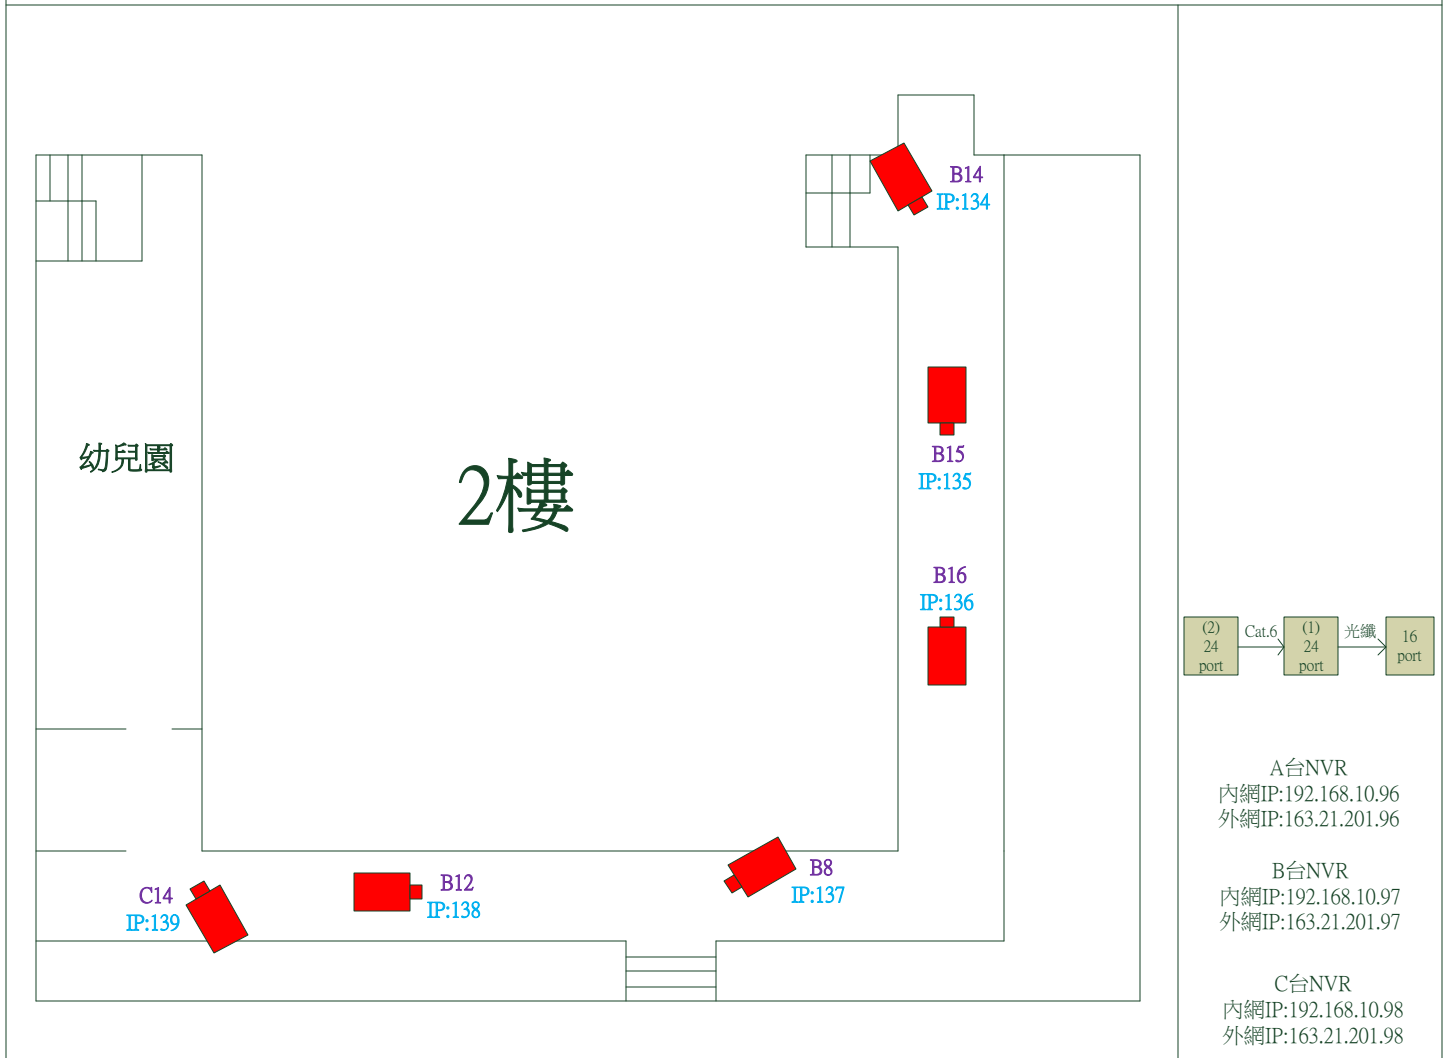 B14
IP:134
幼兒園
2樓
B15
IP:135
B16
IP:136
C14
IP:139
B12
IP:138
B8
IP:137
(2)
24
port
Cat.6
(1)
24
port
光纖
16
port
A台NVR
內網IP:192.168.10.96
外網IP:163.21.201.96
B台NVR
內網IP:192.168.10.97
外網IP:163.21.201.97
C台NVR
內網IP:192.168.10.98
外網IP:163.21.201.98